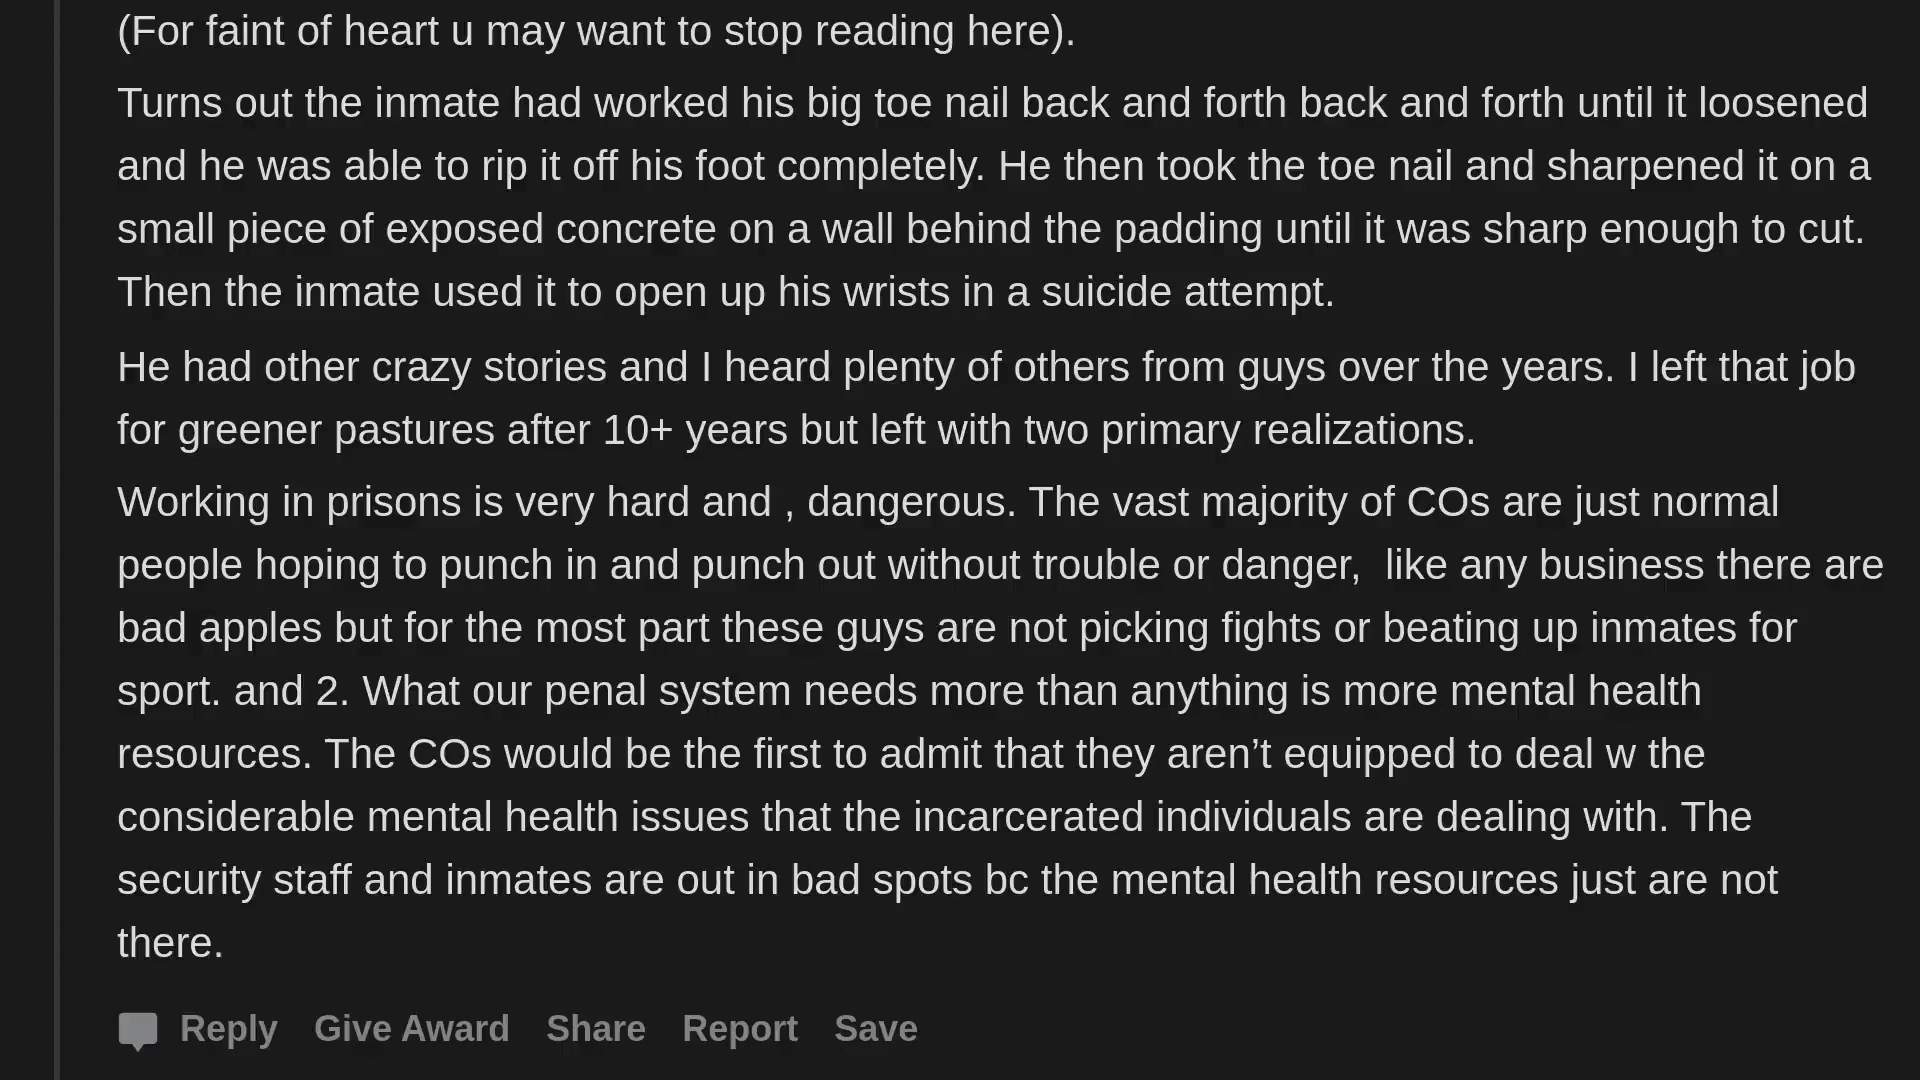 (For faint of heart u may want to stop reading here).
Turns out the inmate had worked his big toe nail back and forth back and forth until it loosened
and he was able to rip it off his foot completely. He then took the toe nail and sharpened it on a
small piece of exposed concrete on a wall behind the padding until it was sharp enough to cut.
Then the inmate used it to open up his wrists in a suicide attempt.
He had other crazy stories and I heard plenty of others from guys over the years. I left that job
for greener pastures after 10+ years but left with two primary realizations.
Working in prisons is very hard and , dangerous. The vast majority of COs are just normal
people hoping to punch in and punch out without trouble or danger,  like any business there are
bad apples but for the most part these guys are not picking fights or beating up inmates for
sport. and 2. What our penal system needs more than anything is more mental health
resources. The COs would be the first to admit that they aren’t equipped to deal w the
considerable mental health issues that the incarcerated individuals are dealing with. The
security staff and inmates are out in bad spots bc the mental health resources just are not
there.
Reply Give Award Share Report Save